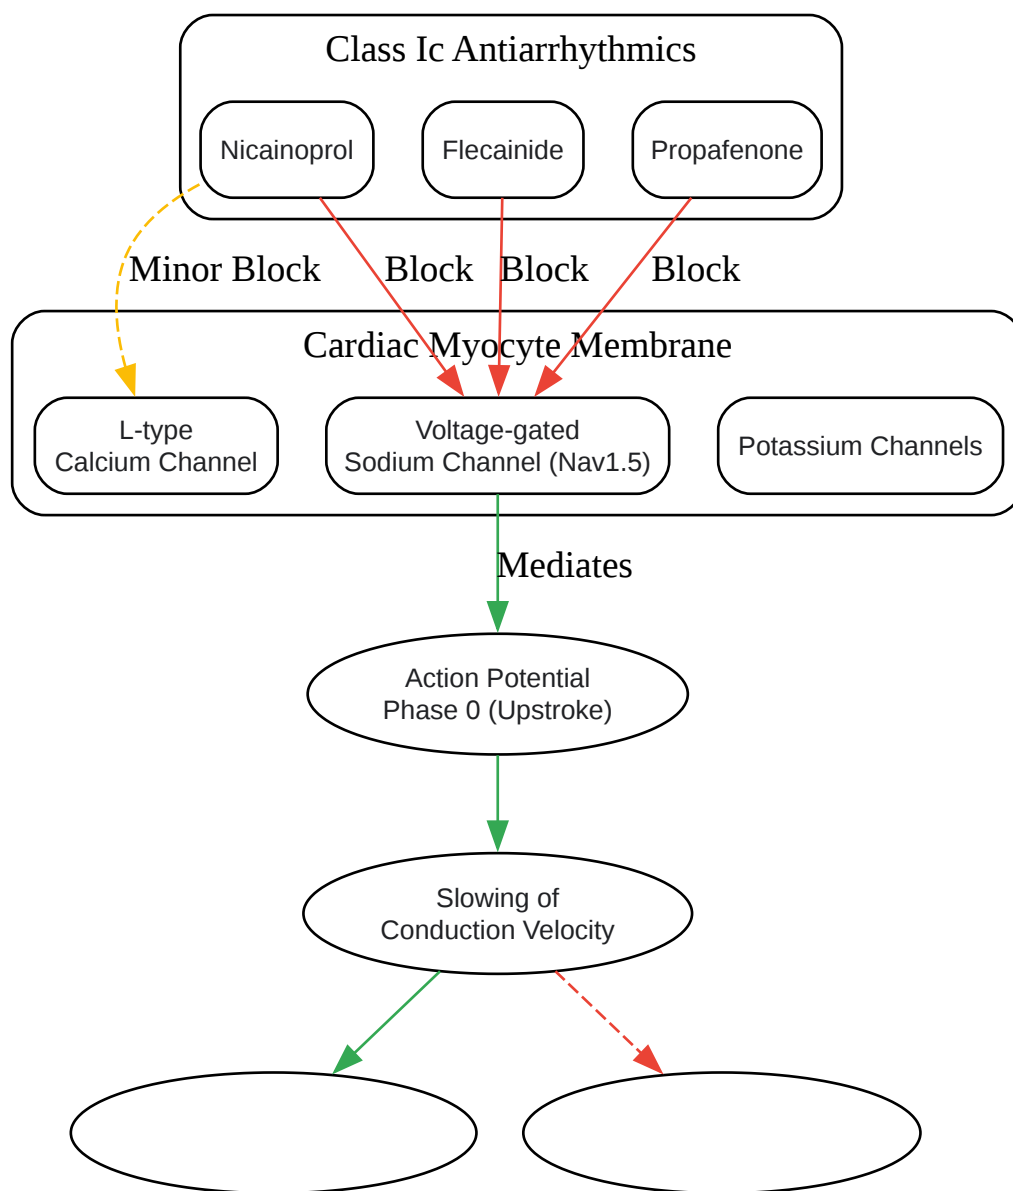 Class Ic Antiarrhythmics
Nicainoprol
Flecainide
Propafenone
Minor Block
Block
Block
Block
Cardiac Myocyte Membrane
L-type
Calcium Channel
Voltage-gated
Sodium Channel (Nav1.5)
Potassium Channels
Mediates
Action Potential
Phase 0 (Upstroke)
Slowing of
Conduction Velocity